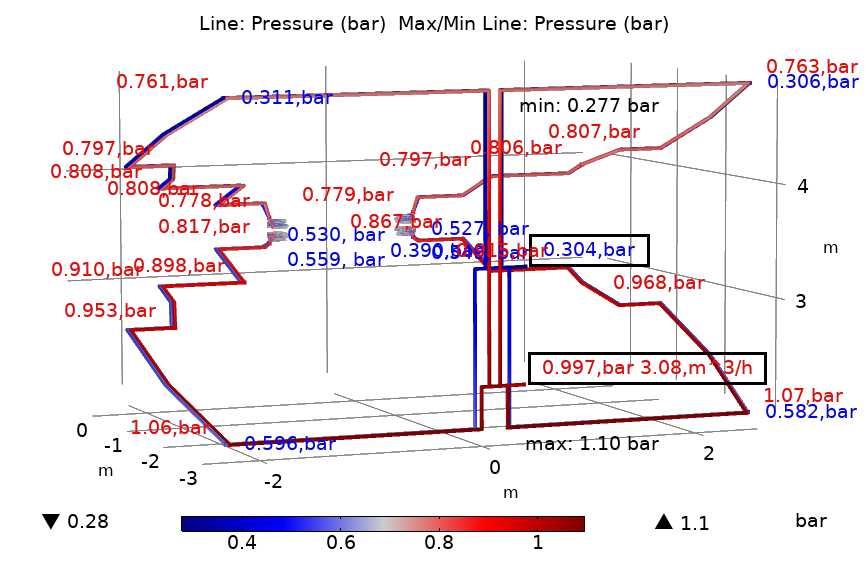 Line: Pressure (bar)  Max/Min Line: Pressure (bar)
0.763,bar
0.761,bar
0.306,bar
0.311,bar
min: 0.277 bar
0.807,bar
0.797,bar
0.806,bar
0.797,bar
0.808,bar
0.808,bar
4
0.778,bar
0.779,bar
0.867,bar
0.817,bar
0.527, bar
0.530, bar
m
0.390,
0.304,bar
0.559, bar
0.910,bar
0.898,bar
0.968,bar
3
0.953,bar
0.997,bar 3.08,m^3/h
1.07,bar
0.582,bar
1.06,bar
0
-1
0.596,bar
max: 1.10 bar
2
-2
0
m
-3
-2
m
0.28
1.1
bar
0.4
0.6
0.8
1